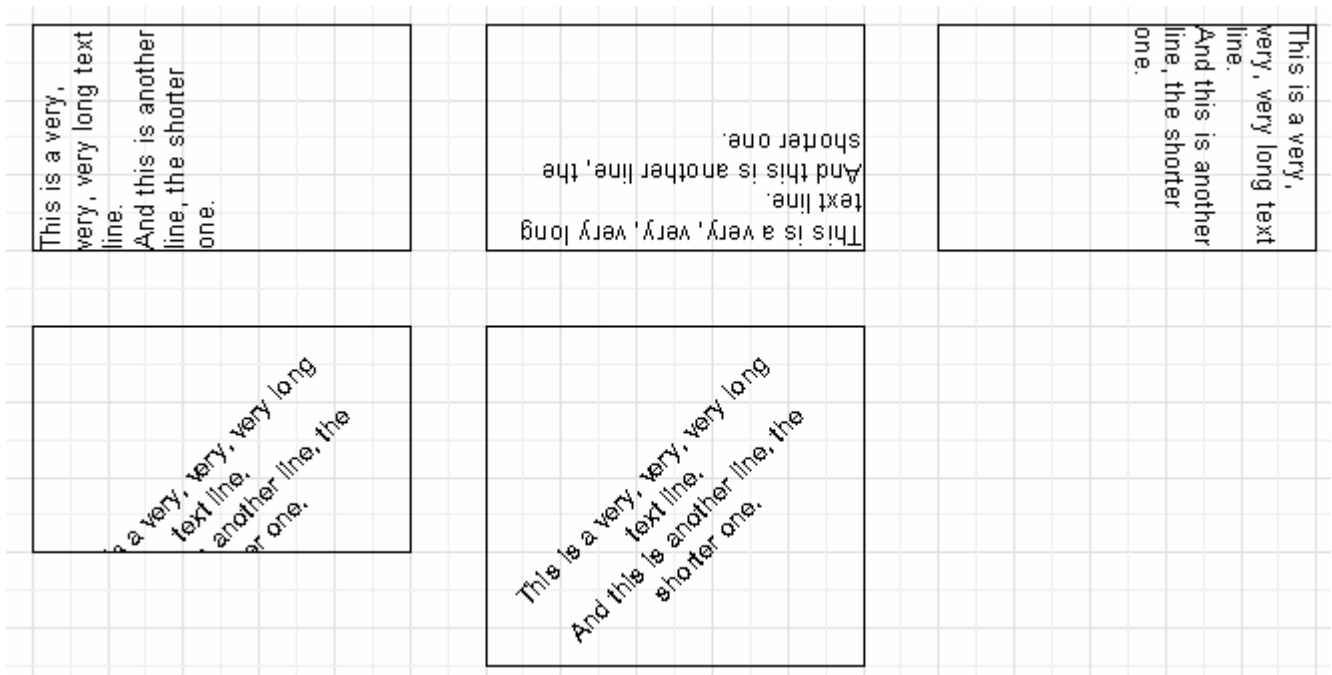 This is a very,
very, very long text
line.
And this is another
line, the shorter
one.
This is a very, very, very long
text line.
And this is another line, the
shorter one.
This is a very,
very, very long text
line.
And this is another
line, the shorter
one.
is a very, very, very long
text line.
another line, the
one.
This is a very, very, very long
text line.
And this is another line, the
shorter one.